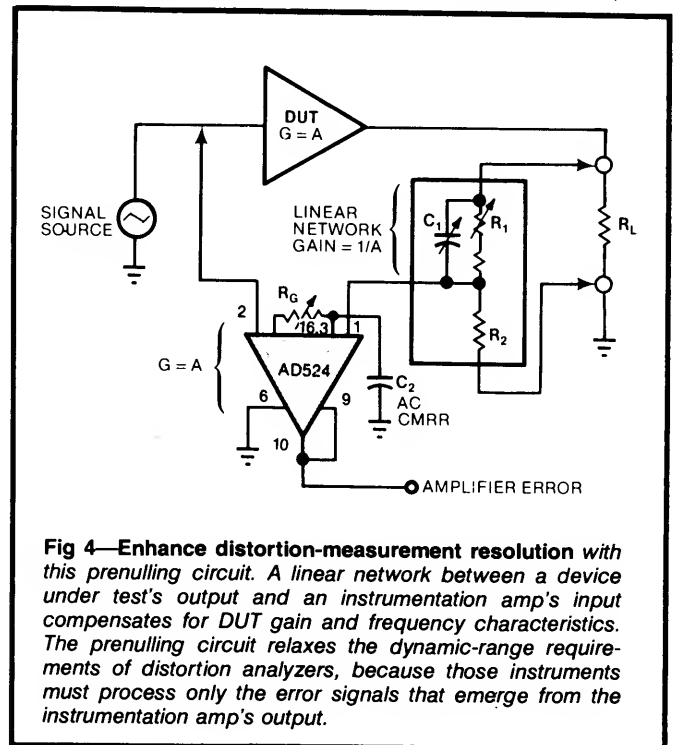 DUT
G = A
SIGNAL
SOURCE
LINEAR
NETWORK
GAIN = 1/A
C1
R1
RL
R2
RG
2
16,3
1
G = A
AD524
6
9
10
C2
AC
CMRR
AMPLIFIER ERROR
Fig 4—Enhance distortion-measurement resolution with
this prenulling circuit. A linear network between a device
under test's output and an instrumentation amp's input
compensates for DUT gain and frequency characteristics.
The prenulling circuit relaxes the dynamic-range require-
ments of distortion analyzers, because those instruments
must process only the error signals that emerge from the
instrumentation amp's output.